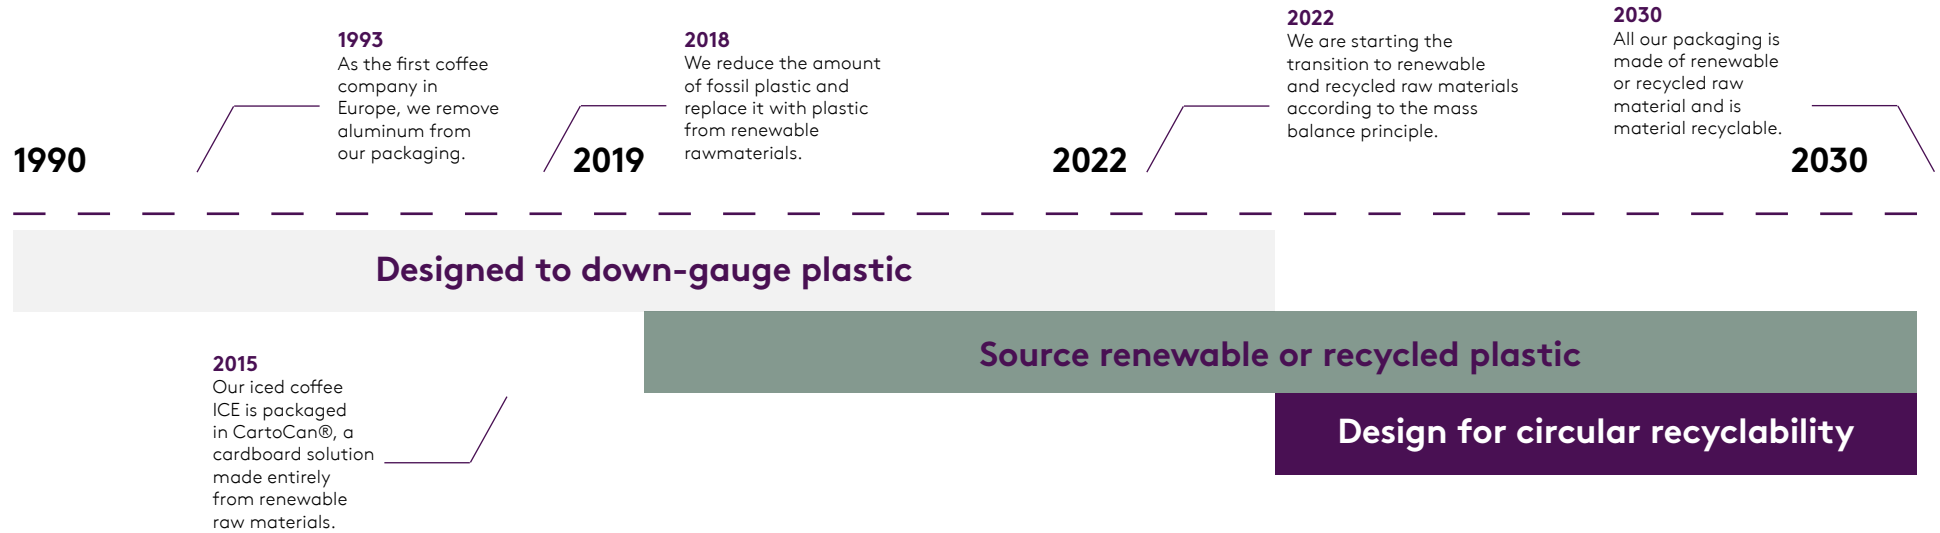 1993
As the first coffee
company in
Europe, we remove
aluminum from
our packaging.
2018
We reduce the amount
of fossil plastic and
replace it with plastic
from renewable
rawmaterials.
2022
We are starting the
transition to renewable
and recycled raw materials
according to the mass
balance principle.
2030
All our packaging is
made of renewable
or recycled raw
material and is
material recyclable.
1990
2019
2022
2030
Designed to down-gauge plastic
Source renewable or recycled plastic
Design for circular recyclability
2015
Our iced coffee
ICE is packaged
in CartoCan®, a
cardboard solution
made entirely
from renewable
raw materials.